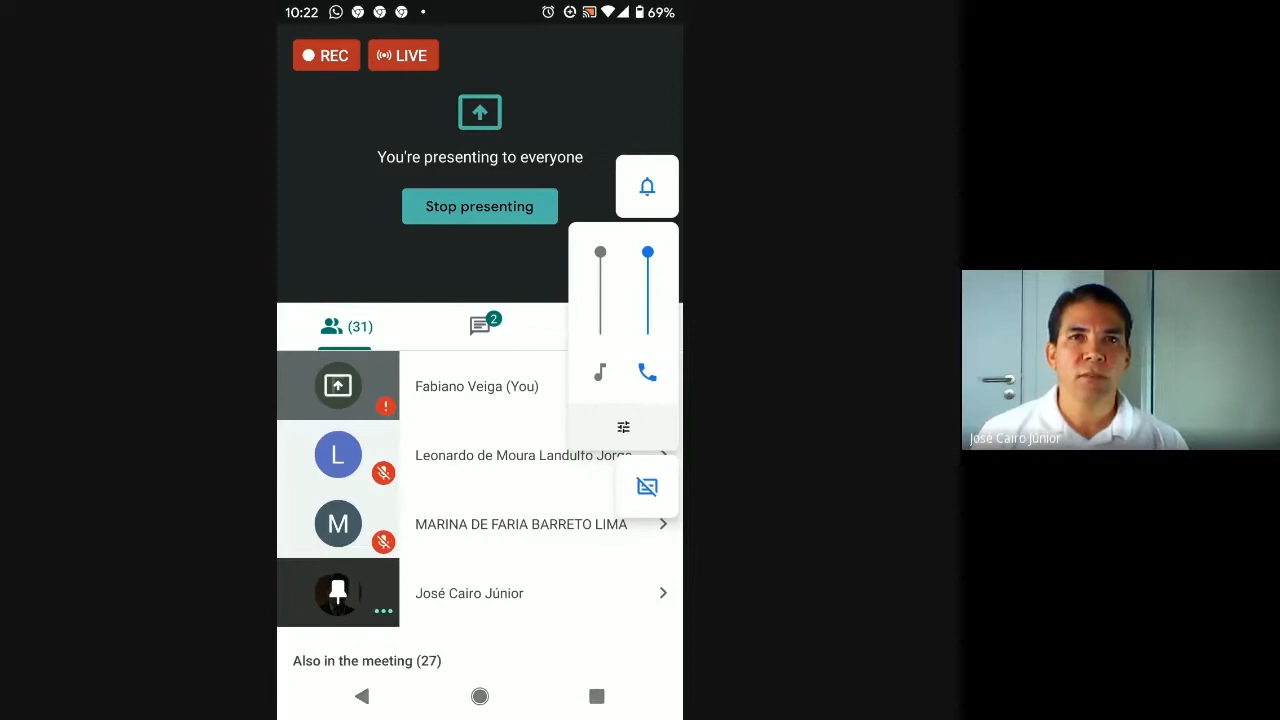 10:22
69%
REC
LIVE
You're presenting to everyone
Stop presenting
(31)
2
Fabiano Veiga (You)
L
Leonardo de Moura Landulfo Jorge
M
MARINA DE FARIA BARRETO LIMA
José Cairo Júnior
Also in the meeting (27)
José Cairo Júnior